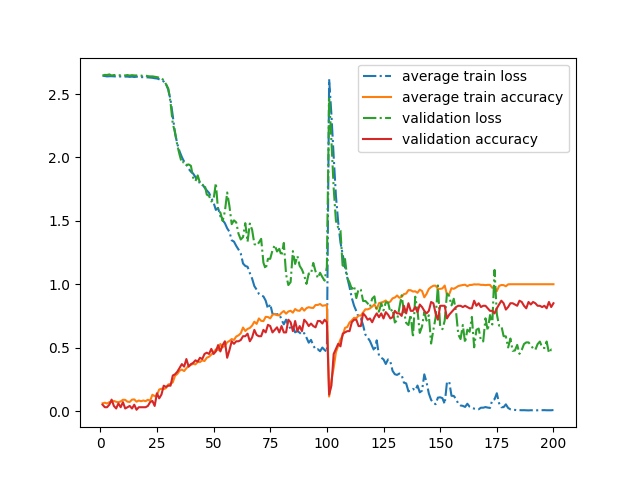 average train loss
average train accuracy
validation loss
validation accuracy
2.5
2.0
1.5
1.0
0.5
0.0
0 25 50 75 100 125 150 175 200